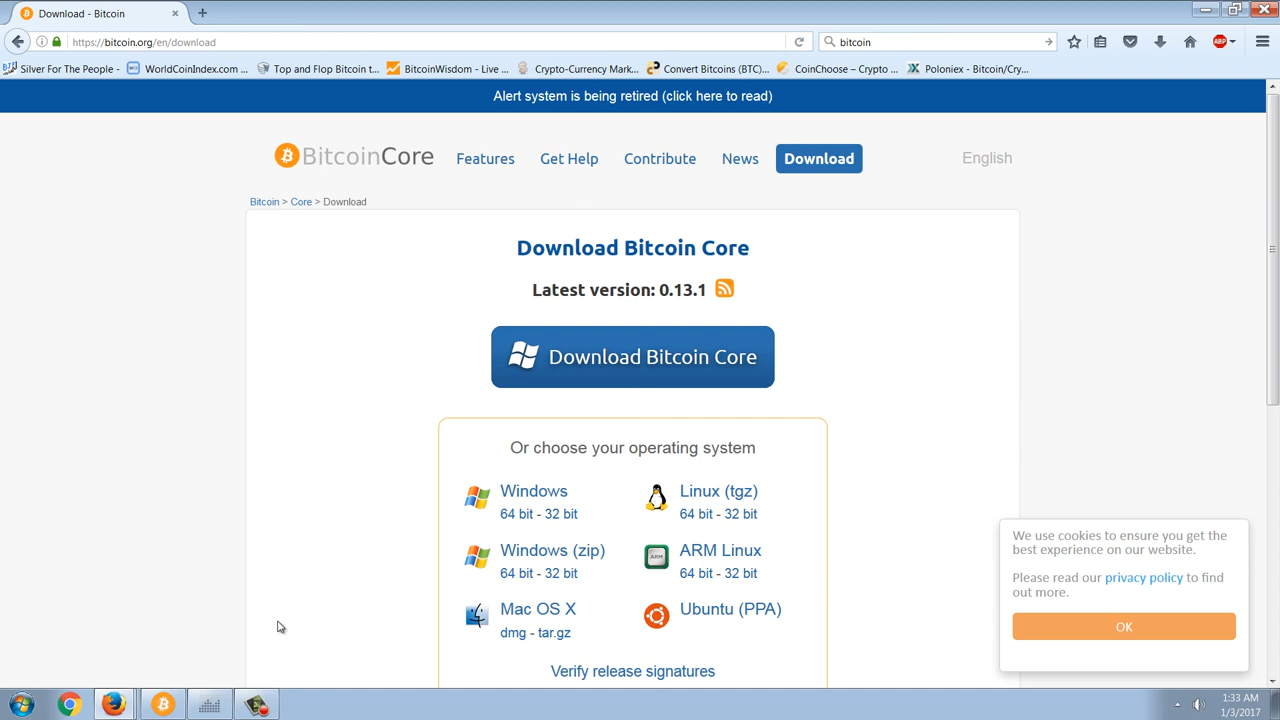 Download - Bitcoin
https://bitcoin.org/en/download
bitcoin
ABP
Silver For The People -
WorldCoinIndex.com ...
Top and Flop Bitcoin t...
BitcoinWisdom - Live ...
Crypto-Currency Mark...
Convert Bitcoins (BTC)...
CoinChoose – Crypto ...
Poloniex - Bitcoin/Cry...
Alert system is being retired (click here to read)
BitcoinCore
Features
Get Help
Contribute
News
Download
English
Bitcoin > Core > Download
Download Bitcoin Core
Latest version: 0.13.1
Download Bitcoin Core
Or choose your operating system
Windows
64 bit - 32 bit
Linux (tgz)
64 bit - 32 bit
Windows (zip)
64 bit - 32 bit
ARM
ARM Linux
64 bit - 32 bit
Mac OS X
dmg - tar.gz
Ubuntu (PPA)
Verify release signatures
We use cookies to ensure you get the
best experience on our website.
Please read our privacy policy to find
out more.
OK
1:33 AM
1/3/2017